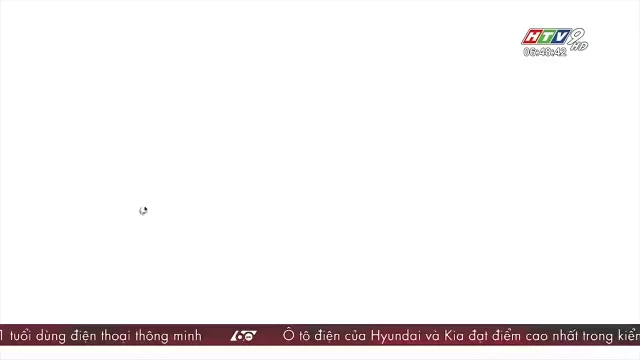 HTV9 HD
06:48:42
1 tuổi dùng điện thoại thông minh 60 Ô tô điện của Hyundai và Kia đạt điểm cao nhất trong kiển